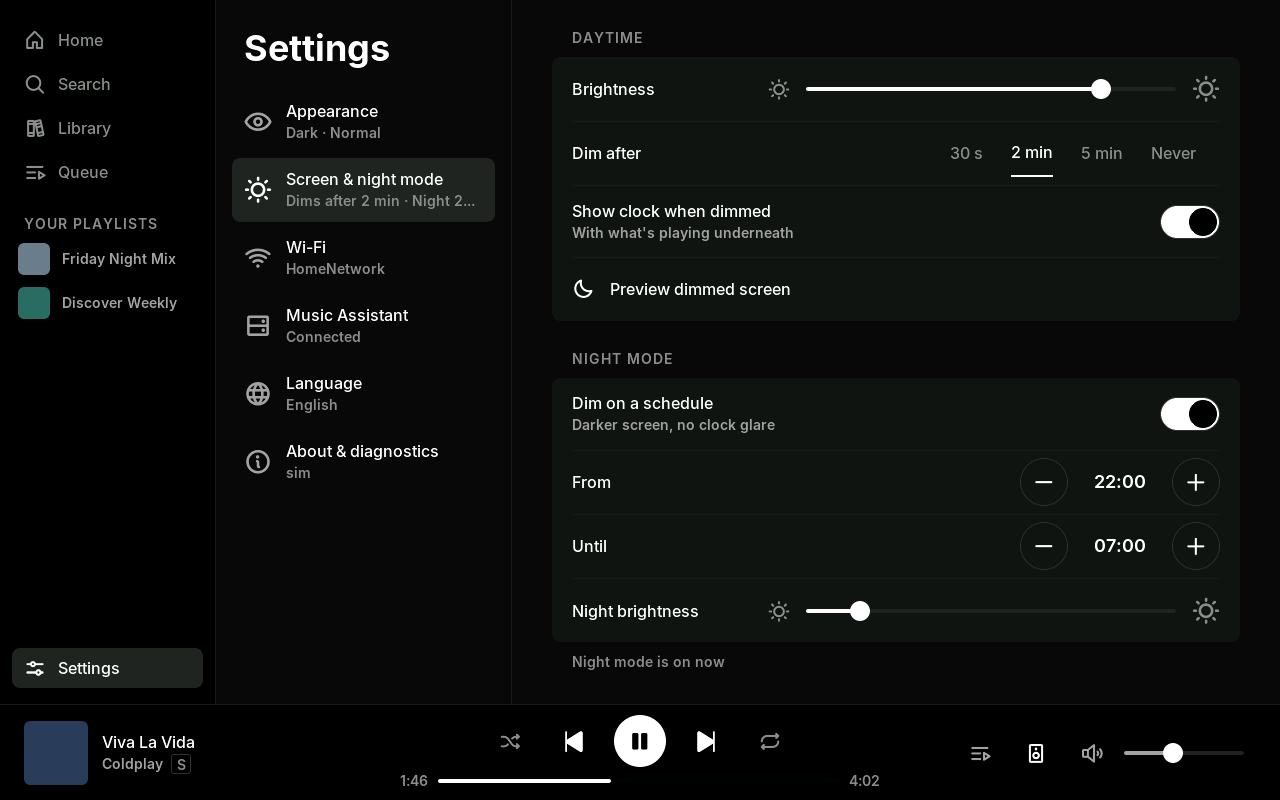 Home
Search
Library
Queue
YOUR PLAYLISTS
Friday Night Mix
Discover Weekly
Settings
Settings
Appearance
Dark · Normal
Screen & night mode
Dims after 2 min · Night 2...
Wi-Fi
HomeNetwork
Music Assistant
Connected
Language
English
About & diagnostics
sim
DAYTIME
Brightness
Dim after 30 s 2 min 5 min Never
Show clock when dimmed
With what's playing underneath
Preview dimmed screen
NIGHT MODE
Dim on a schedule
Darker screen, no clock glare
From 22:00
Until 07:00
Night brightness
Night mode is on now
Viva La Vida
Coldplay S
1:46 4:02